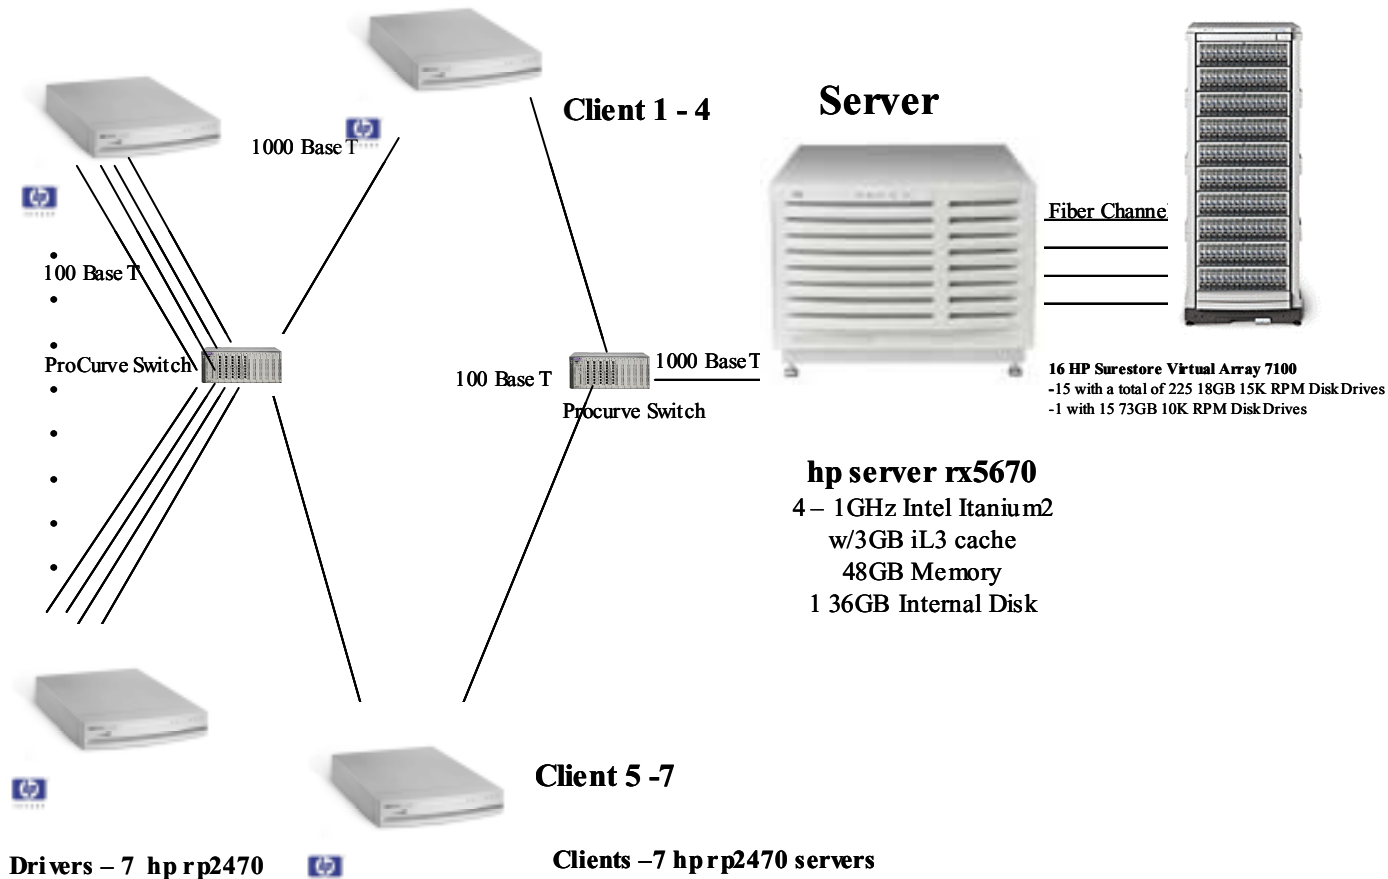 Client 1 - 4
Server
1000 Base T
Fiber Channel
100 Base T
ProCurve Switch
100 Base T
1000 Base T
Procurve Switch
16 HP Surestore Virtual Array 7100
-15 with a total of 225 18GB 15K RPM Disk Drives
-1 with 15 73GB 10K RPM Disk Drives
hp server rx5670
4 – 1GHz Intel Itanium2
w/3GB iL3 cache
48GB Memory
1 36GB Internal Disk
Client 5 -7
Drivers – 7 hp rp2470
Clients –7 hp rp2470 servers